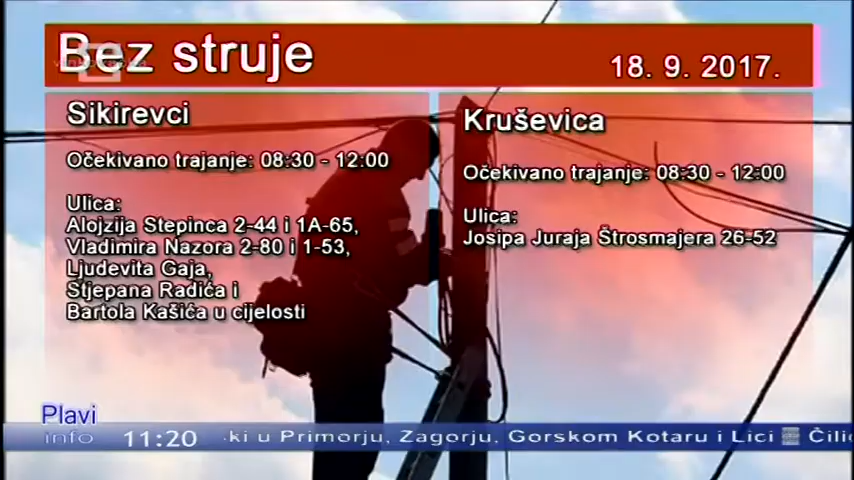 Bez struje
18. 9. 2017.
Sikirevci
Očekivano trajanje: 08:30 - 12:00
Ulica:
Alojzija Stepinca 2-44 i 1A-65,
Vladimira Nazora 2-80 i 1-53,
Ljudevita Gaja,
Stjepana Radića i
Bartola Kašića u cijelosti
Kruševica
Očekivano trajanje: 08:30 - 12:00
Ulica:
Josipa Juraja Štrosmajera 26-52
Plavi
info
11:20
ki u Primorju, Zagorju, Gorskom Kotaru i Lici